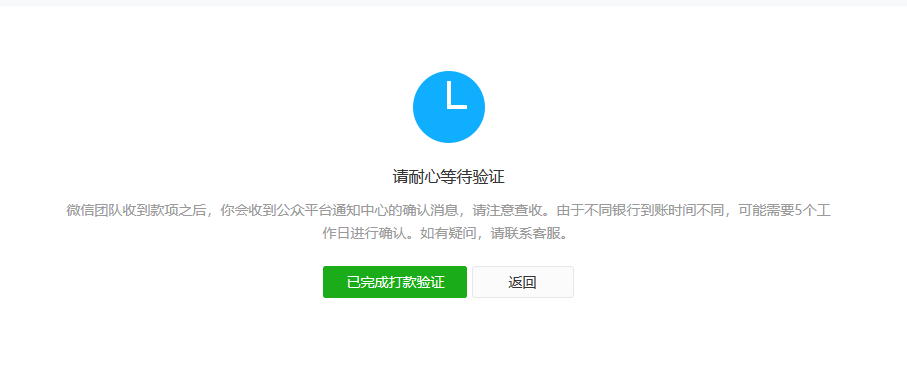 请耐心等待验证
微信团队收到款项之后，你会收到公众平台通知中心的确认消息，请注意查收。由于不同银行到账时间不同，可能需要5个工
作日进行确认。如有疑问，请联系客服。
已完成打款验证
返回